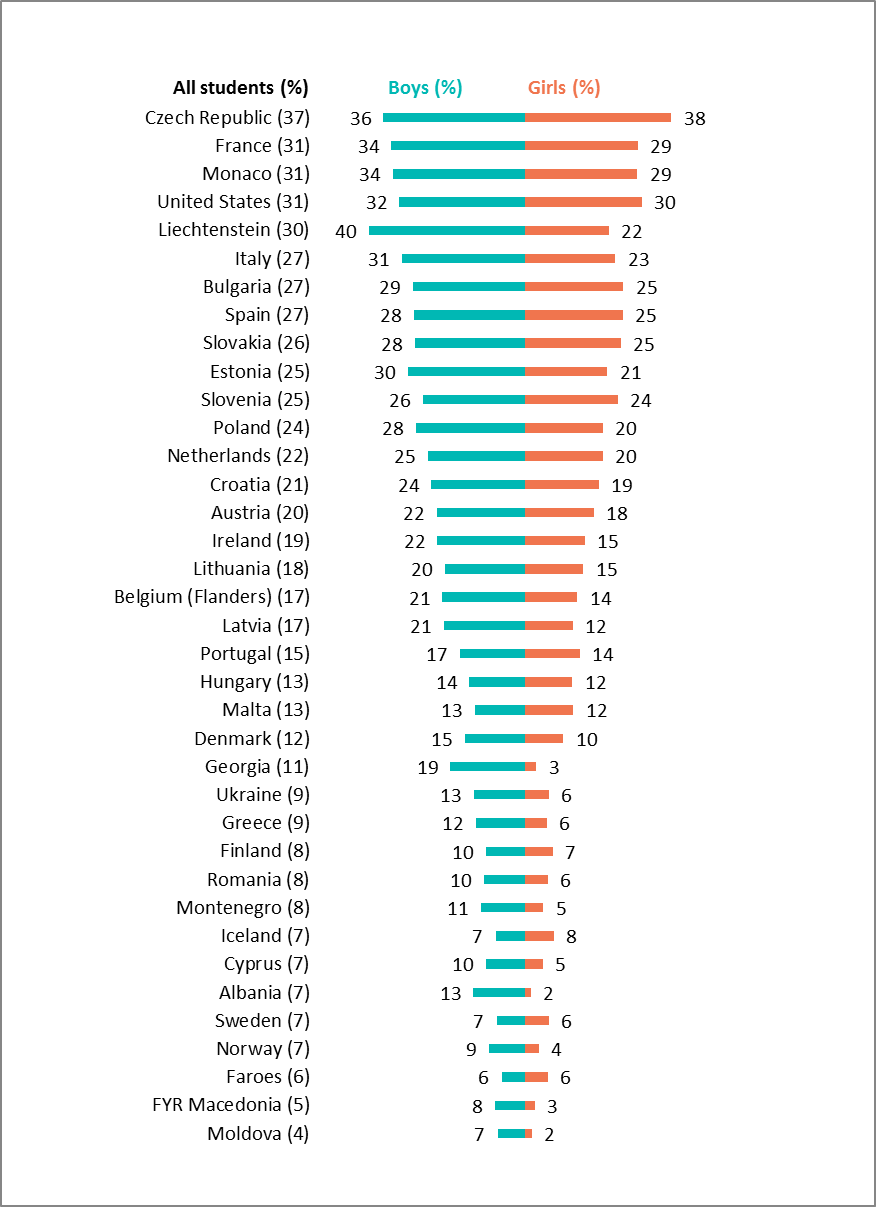 All students (%) Boys (%) Girls (%)
Czech Republic (37) 36 38
France (31) 34 29
Monaco (31) 34 29
United States (31) 32 30
Liechtenstein (30) 40 22
Italy (27) 31 23
Bulgaria (27) 29 25
Spain (27) 28 25
Slovakia (26) 28 25
Estonia (25) 30 21
Slovenia (25) 26 24
Poland (24) 28 20
Netherlands (22) 25 20
Croatia (21) 24 19
Austria (20) 22 18
Ireland (19) 22 15
Lithuania (18) 20 15
Belgium (Flanders) (17) 21 14
Latvia (17) 21 12
Portugal (15) 17 14
Hungary (13) 14 12
Malta (13) 13 12
Denmark (12) 15 10
Georgia (11) 19 3
Ukraine (9) 13 6
Greece (9) 12 6
Finland (8) 10 7
Romania (8) 10 6
Montenegro (8) 11 5
Iceland (7) 7 8
Cyprus (7) 10 5
Albania (7) 13 2
Sweden (7) 7 6
Norway (7) 9 4
Faroes (6) 6 6
FYR Macedonia (5) 8 3
Moldova (4) 7 2